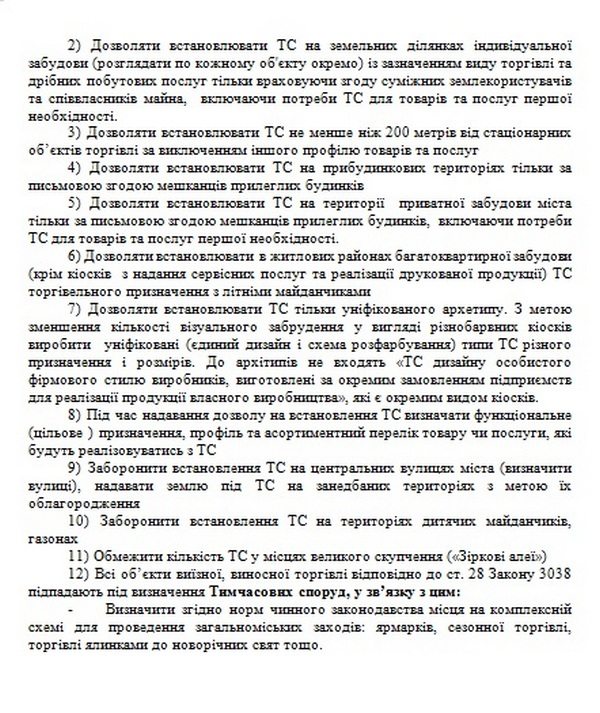 2) Дозволяти встановлювати ТС на земельних ділянках індивідуальної
забудови (розглядати по кожному об'єкту окремо) із зазначенням виду торгівлі та
дрібних побутових послуг тільки враховуючи згоду суміжних землекористувачів
та співвласників майна, включаючи потреби ТС для товарів та послуг першої
необхідності.
3) Дозволяти встановлювати ТС не менше ніж 200 метрів від стаціонарних
об’єктів торгівлі за виключенням іншого профілю товарів та послуг
4) Дозволяти встановлювати ТС на прибудинкових територіях тільки за
письмовою згодою мешканців прилеглих будинків
5) Дозволяти встановлювати ТС на території приватної забудови міста
тільки за письмовою згодою мешканців прилеглих будинків, включаючи потреби
ТС для товарів та послуг першої необхідності.
6) Дозволяти встановлювати в житлових районах багатоквартирної забудови
(крім кіосків з надання сервісних послуг та реалізації друкованої продукції) ТС
торгівельного призначення з літніми майданчиками
7) Дозволяти встановлювати ТС тільки уніфікованого архетипу. З метою
зменшення кількості візуального забруднення у вигляді різнобарвних кіосків
виробити уніфіковані (єдиний дизайн і схема розфарбування) типи ТС різного
призначення і розмірів. До архітипів не входять «ТС дизайну особистого
фірмового стилю виробників, виготовлені за окремим замовленням підприємств
для реалізації продукції власного виробництва», які є окремим видом кіосків.
8) Під час надавання дозволу на встановлення ТС визначати функціональне
(цільове ) призначення, профіль та асортиментний перелік товару чи послуги, які
будуть реалізовуватись з ТС
9) Заборонити встановлення ТС на центральних вулицях міста (визначити
вулиці), надавати землю під ТС на занедбаних територіях з метою їх
облагородження
10) Заборонити встановлення ТС на територіях дитячих майданчиків,
газонах
11) Обмежити кількість ТС у місцях великого скупчення («Зіркові алеї»)
12) Всі об’єкти виїзної, виносної торгівлі відповідно до ст. 28 Закону 3038
підпадають під визначення Тимчасових споруд, у зв’язку з цим:
- Визначити згідно норм чинного законодавства місця на комплексній
схемі для проведення загальноміських заходів: ярмарків, сезонної торгівлі,
торгівлі ялинками до новорічних свят тощо.